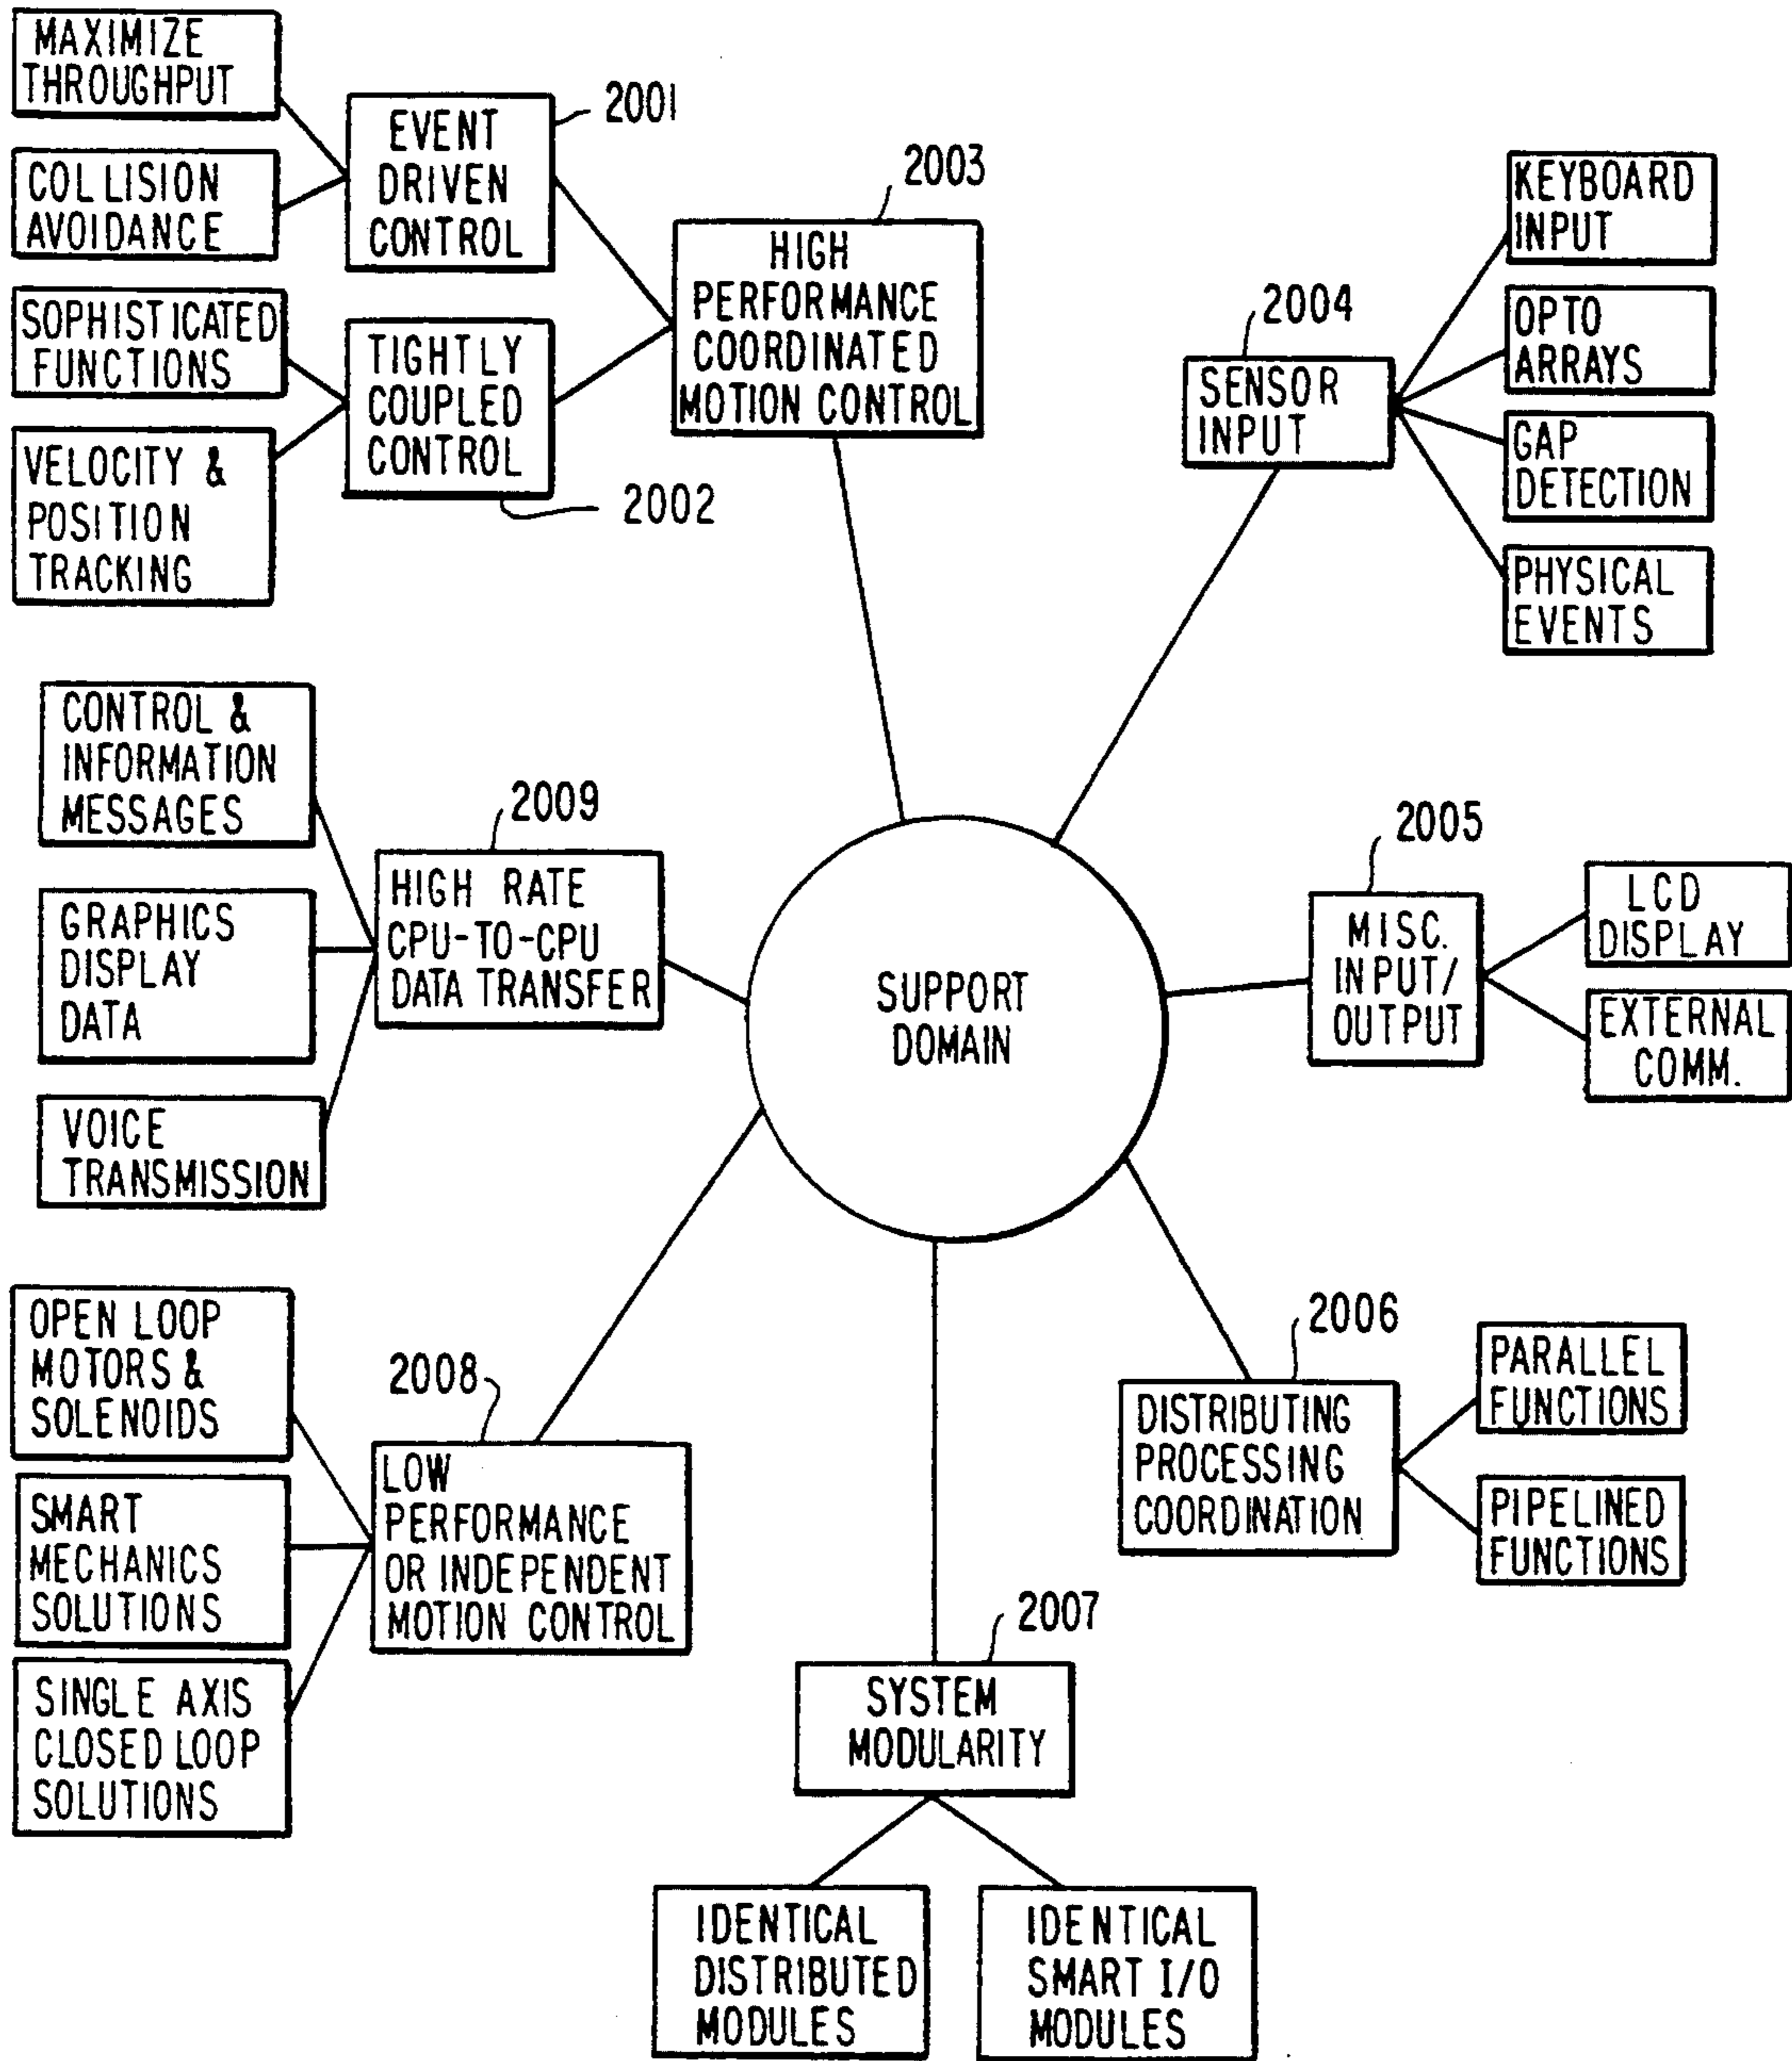 MAXIMIZE
THROUGHPUT
COLLISION
AVOIDANCE
SOPHISTICATED
FUNCTIONS
VELOCITY &
POSITION
TRACKING
EVENT
DRIVEN
CONTROL
2001
TIGHTLY
COUPLED
CONTROL
2002
2003
HIGH
PERFORMANCE
COORDINATED
MOTION CONTROL
2004
SENSOR
INPUT
KEYBOARD
INPUT
OPTO
ARRAYS
GAP
DETECTION
PHYSICAL
EVENTS
CONTROL &
INFORMATION
MESSAGES
GRAPHICS
DISPLAY
DATA
VOICE
TRANSMISSION
2009
HIGH RATE
CPU-TO-CPU
DATA TRANSFER
SUPPORT
DOMAIN
2005
MISC.
INPUT/
OUTPUT
LCD
DISPLAY
EXTERNAL
COMM.
OPEN LOOP
MOTORS &
SOLENOIDS
SMART
MECHANICS
SOLUTIONS
SINGLE AXIS
CLOSED LOOP
SOLUTIONS
2008
LOW
PERFORMANCE
OR INDEPENDENT
MOTION CONTROL
2006
DISTRIBUTING
PROCESSING
COORDINATION
PARALLEL
FUNCTIONS
PIPELINED
FUNCTIONS
2007
SYSTEM
MODULARITY
IDENTICAL
DISTRIBUTED
MODULES
IDENTICAL
SMART I/O
MODULES